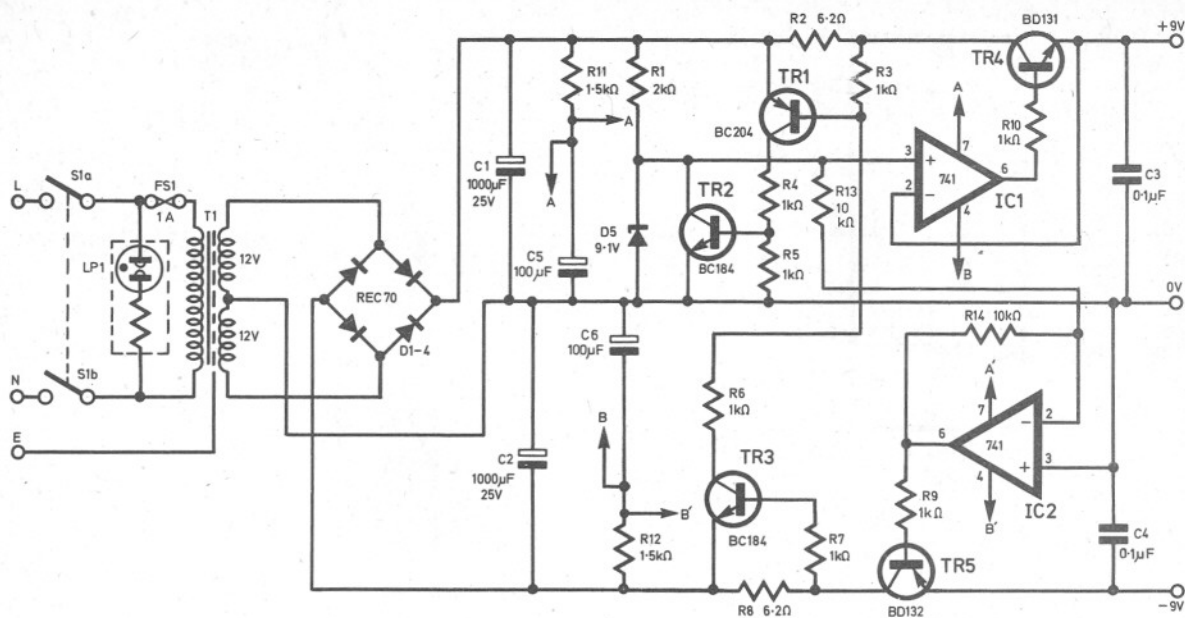 L
S1a
FS1
1A
T1
LP1
N
S1b
E
12V
12V
REC70
D1-4
C1
1000µF
25V
C2
1000µF
25V
R11
1·5kΩ
A
A
C5
100µF
R1
2kΩ
D5
9·1V
R2 6·2Ω
TR1
BC204
R3
1kΩ
TR2
BC184
R4
1kΩ
R5
1kΩ
R13
10
kΩ
3
+
2
−
741
7
A
6
4
B
IC1
R10
1kΩ
TR4
BD131
+9V
C3
0·1µF
0V
C6
100µF
B
B'
R12
1·5kΩ
R6
1kΩ
TR3
BC184
R7
1kΩ
R8 6·2Ω
R14 10kΩ
A'
7
6
741
−
2
+
3
4
B'
IC2
R9
1kΩ
TR5
BD132
C4
0·1µF
−9V